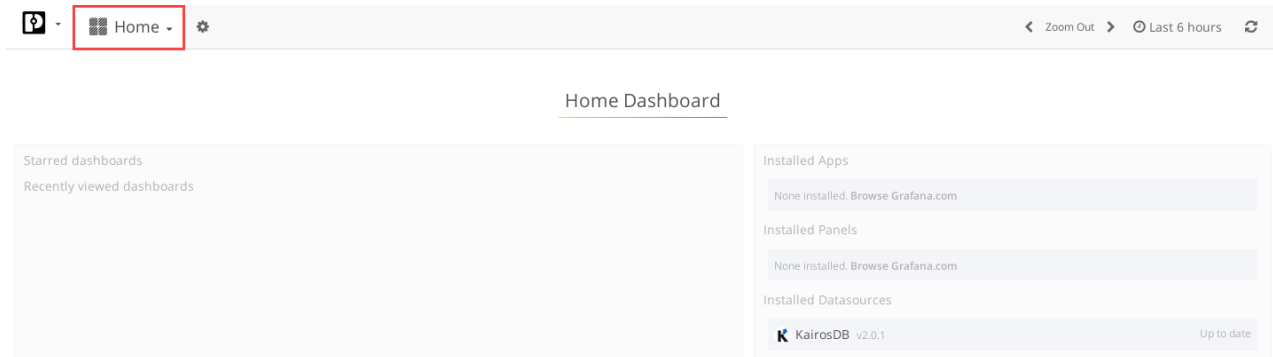 Home
Zoom Out
Last 6 hours
Home Dashboard
Starred dashboards
Recently viewed dashboards
Installed Apps
None installed. Browse Grafana.com
Installed Panels
None installed. Browse Grafana.com
Installed Datasources
KairosDB v2.0.1
Up to date